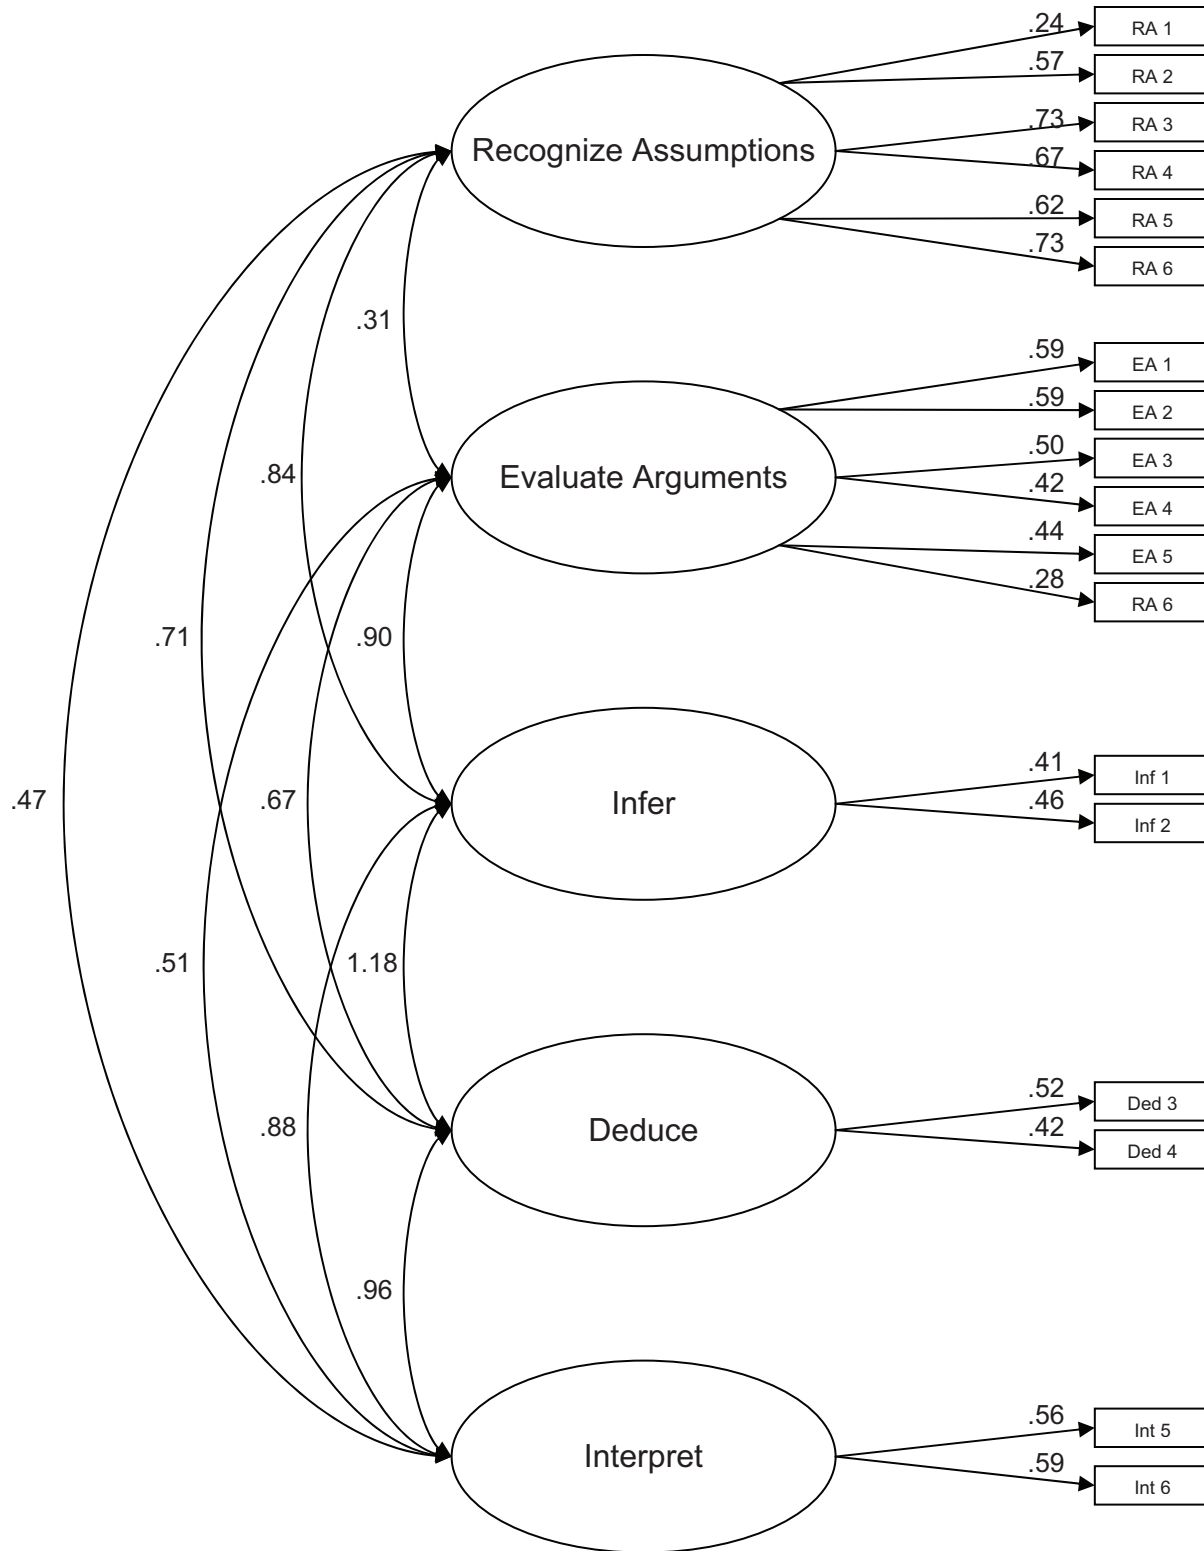 .24
RA 1
.57
RA 2
.73
RA 3
Recognize Assumptions
.67
RA 4
.62
RA 5
.73
RA 6
.31
.59
EA 1
.59
EA 2
.50
EA 3
.84
Evaluate Arguments
.42
EA 4
.44
EA 5
.28
RA 6
.71
.90
.41
Inf 1
.47
.67
Infer
.46
Inf 2
.51
1.18
.52
Ded 3
.88
Deduce
.42
Ded 4
.96
.56
Int 5
Interpret
.59
Int 6